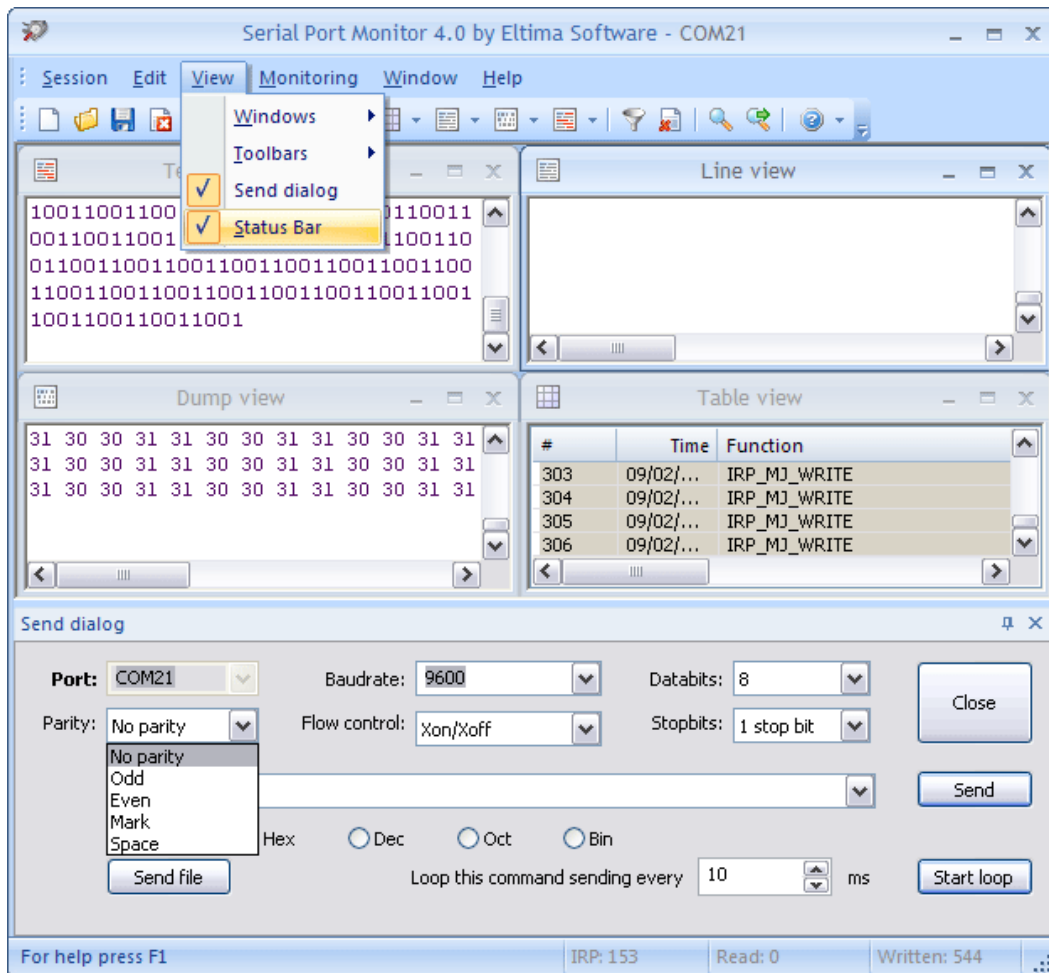 Serial Port Monitor 4.0 by Eltima Software - COM21
Session Edit View Monitoring Window Help
Windows
Toolbars
Send dialog
Status Bar
Te
Line view
10011001100
0110011
00110011001
1100110
0110011001100110011001100110011001100
1100110011001100110011001100110011001
1001100110011001
Dump view
Table view
31 30 30 31 31 30 30 31 31 30 30 31 31
31 30 30 31 31 30 30 31 31 30 30 31 31
31 30 30 31 31 30 30 31 31 30 30 31 31
# Time Function
303 09/02/... IRP_MJ_WRITE
304 09/02/... IRP_MJ_WRITE
305 09/02/... IRP_MJ_WRITE
306 09/02/... IRP_MJ_WRITE
Send dialog
Port: COM21 Baudrate: 9600 Databits: 8 Close
Parity: No parity Flow control: Xon/Xoff Stopbits: 1 stop bit
No parity
Odd
Even
Mark
Space
Send
Hex Dec Oct Bin
Send file Loop this command sending every 10 ms Start loop
For help press F1 IRP: 153 Read: 0 Written: 544